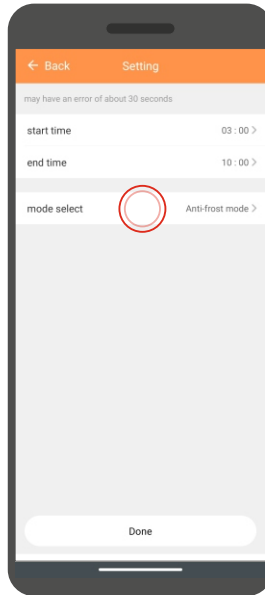 ← Back Setting
may have an error of about 30 seconds
start time 03 : 00 >
end time 10 : 00 >
mode select Anti-frost mode >
Done